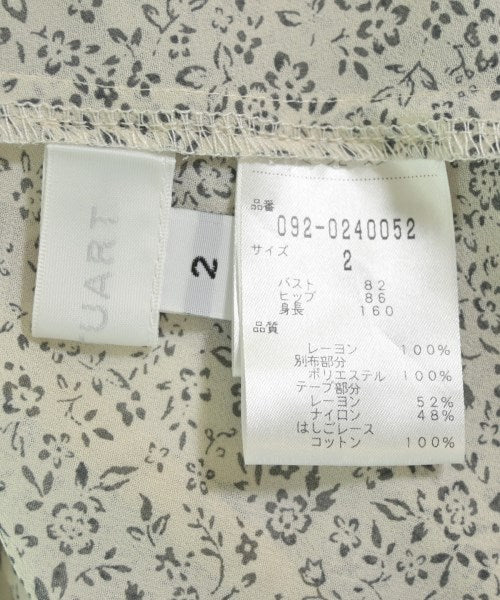 UART
2
品番
092-0240052
サイズ
2
バスト 82
ヒップ 86
身長 160
品質
レーヨン 100%
別布部分
ポリエステル 100%
テープ部分
レーヨン 52%
ナイロン 48%
はしごレース
コットン 100%